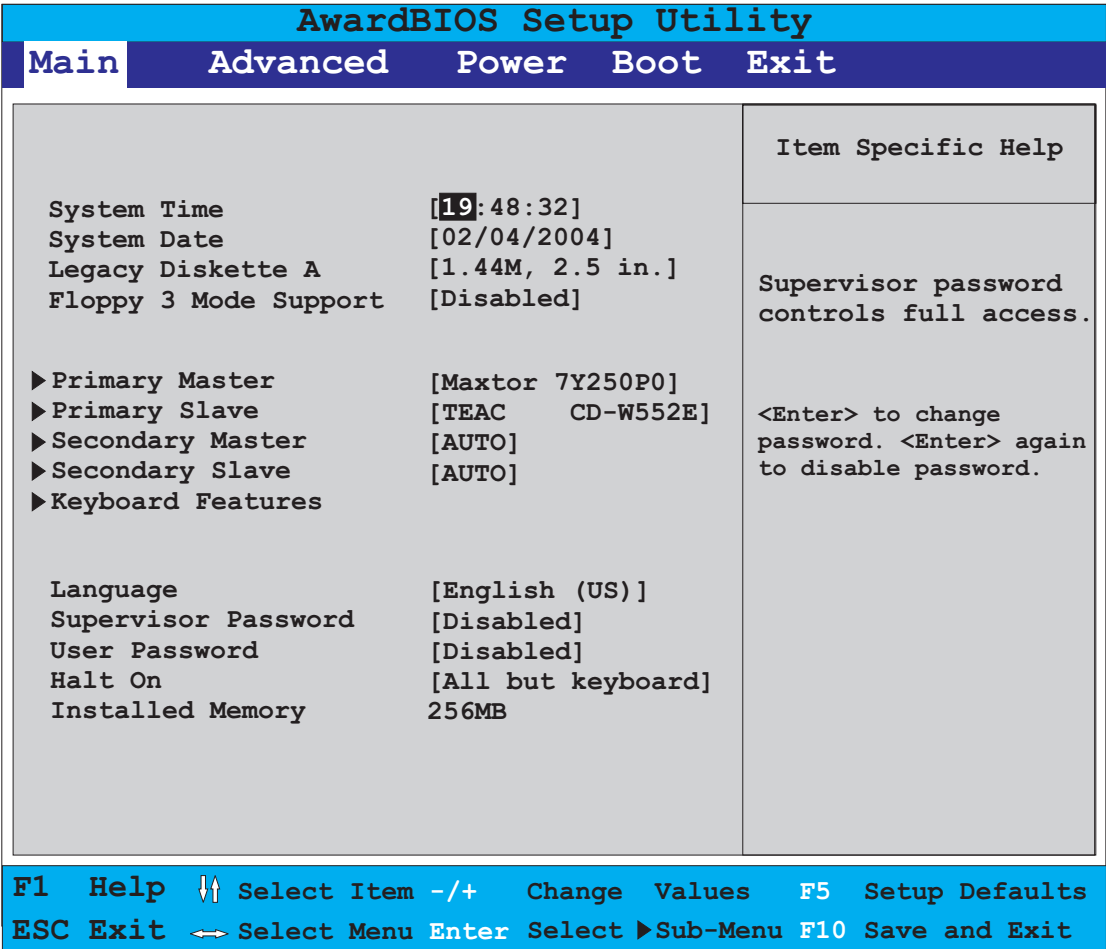 AwardBIOS Setup Utility
Main Advanced Power Boot Exit
Item Specific Help
System Time [19:48:32]
System Date [02/04/2004]
Legacy Diskette A [1.44M, 2.5 in.]
Floppy 3 Mode Support [Disabled]
Supervisor password
controls full access.
Primary Master [Maxtor 7Y250P0]
Primary Slave [TEAC CD-W552E]
Secondary Master [AUTO]
Secondary Slave [AUTO]
Keyboard Features
<Enter> to change
password. <Enter> again
to disable password.
Language [English (US)]
Supervisor Password [Disabled]
User Password [Disabled]
Halt On [All but keyboard]
Installed Memory 256MB
F1 Help Select Item -/+ Change Values F5 Setup Defaults
ESC Exit Select Menu Enter Select Sub-Menu F10 Save and Exit